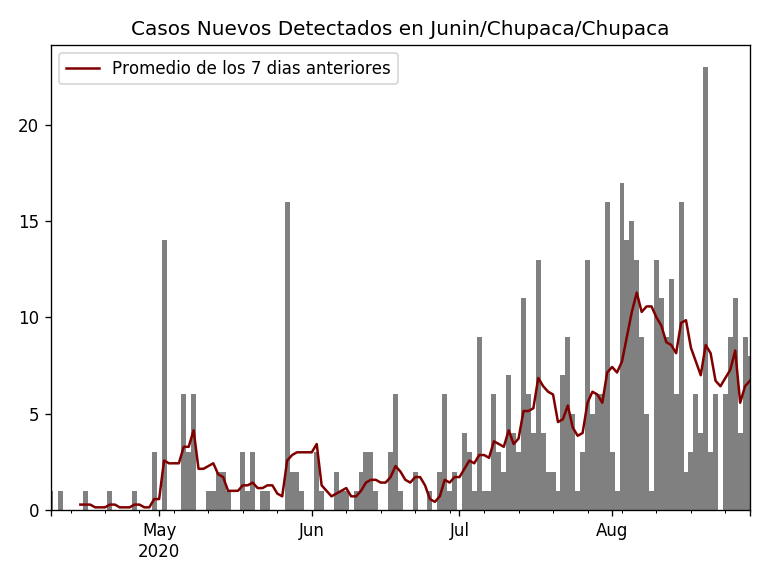 Casos Nuevos Detectados en Junin/Chupaca/Chupaca
Promedio de los 7 dias anteriores
20
15
10
5
0
May Jun Jul Aug
2020